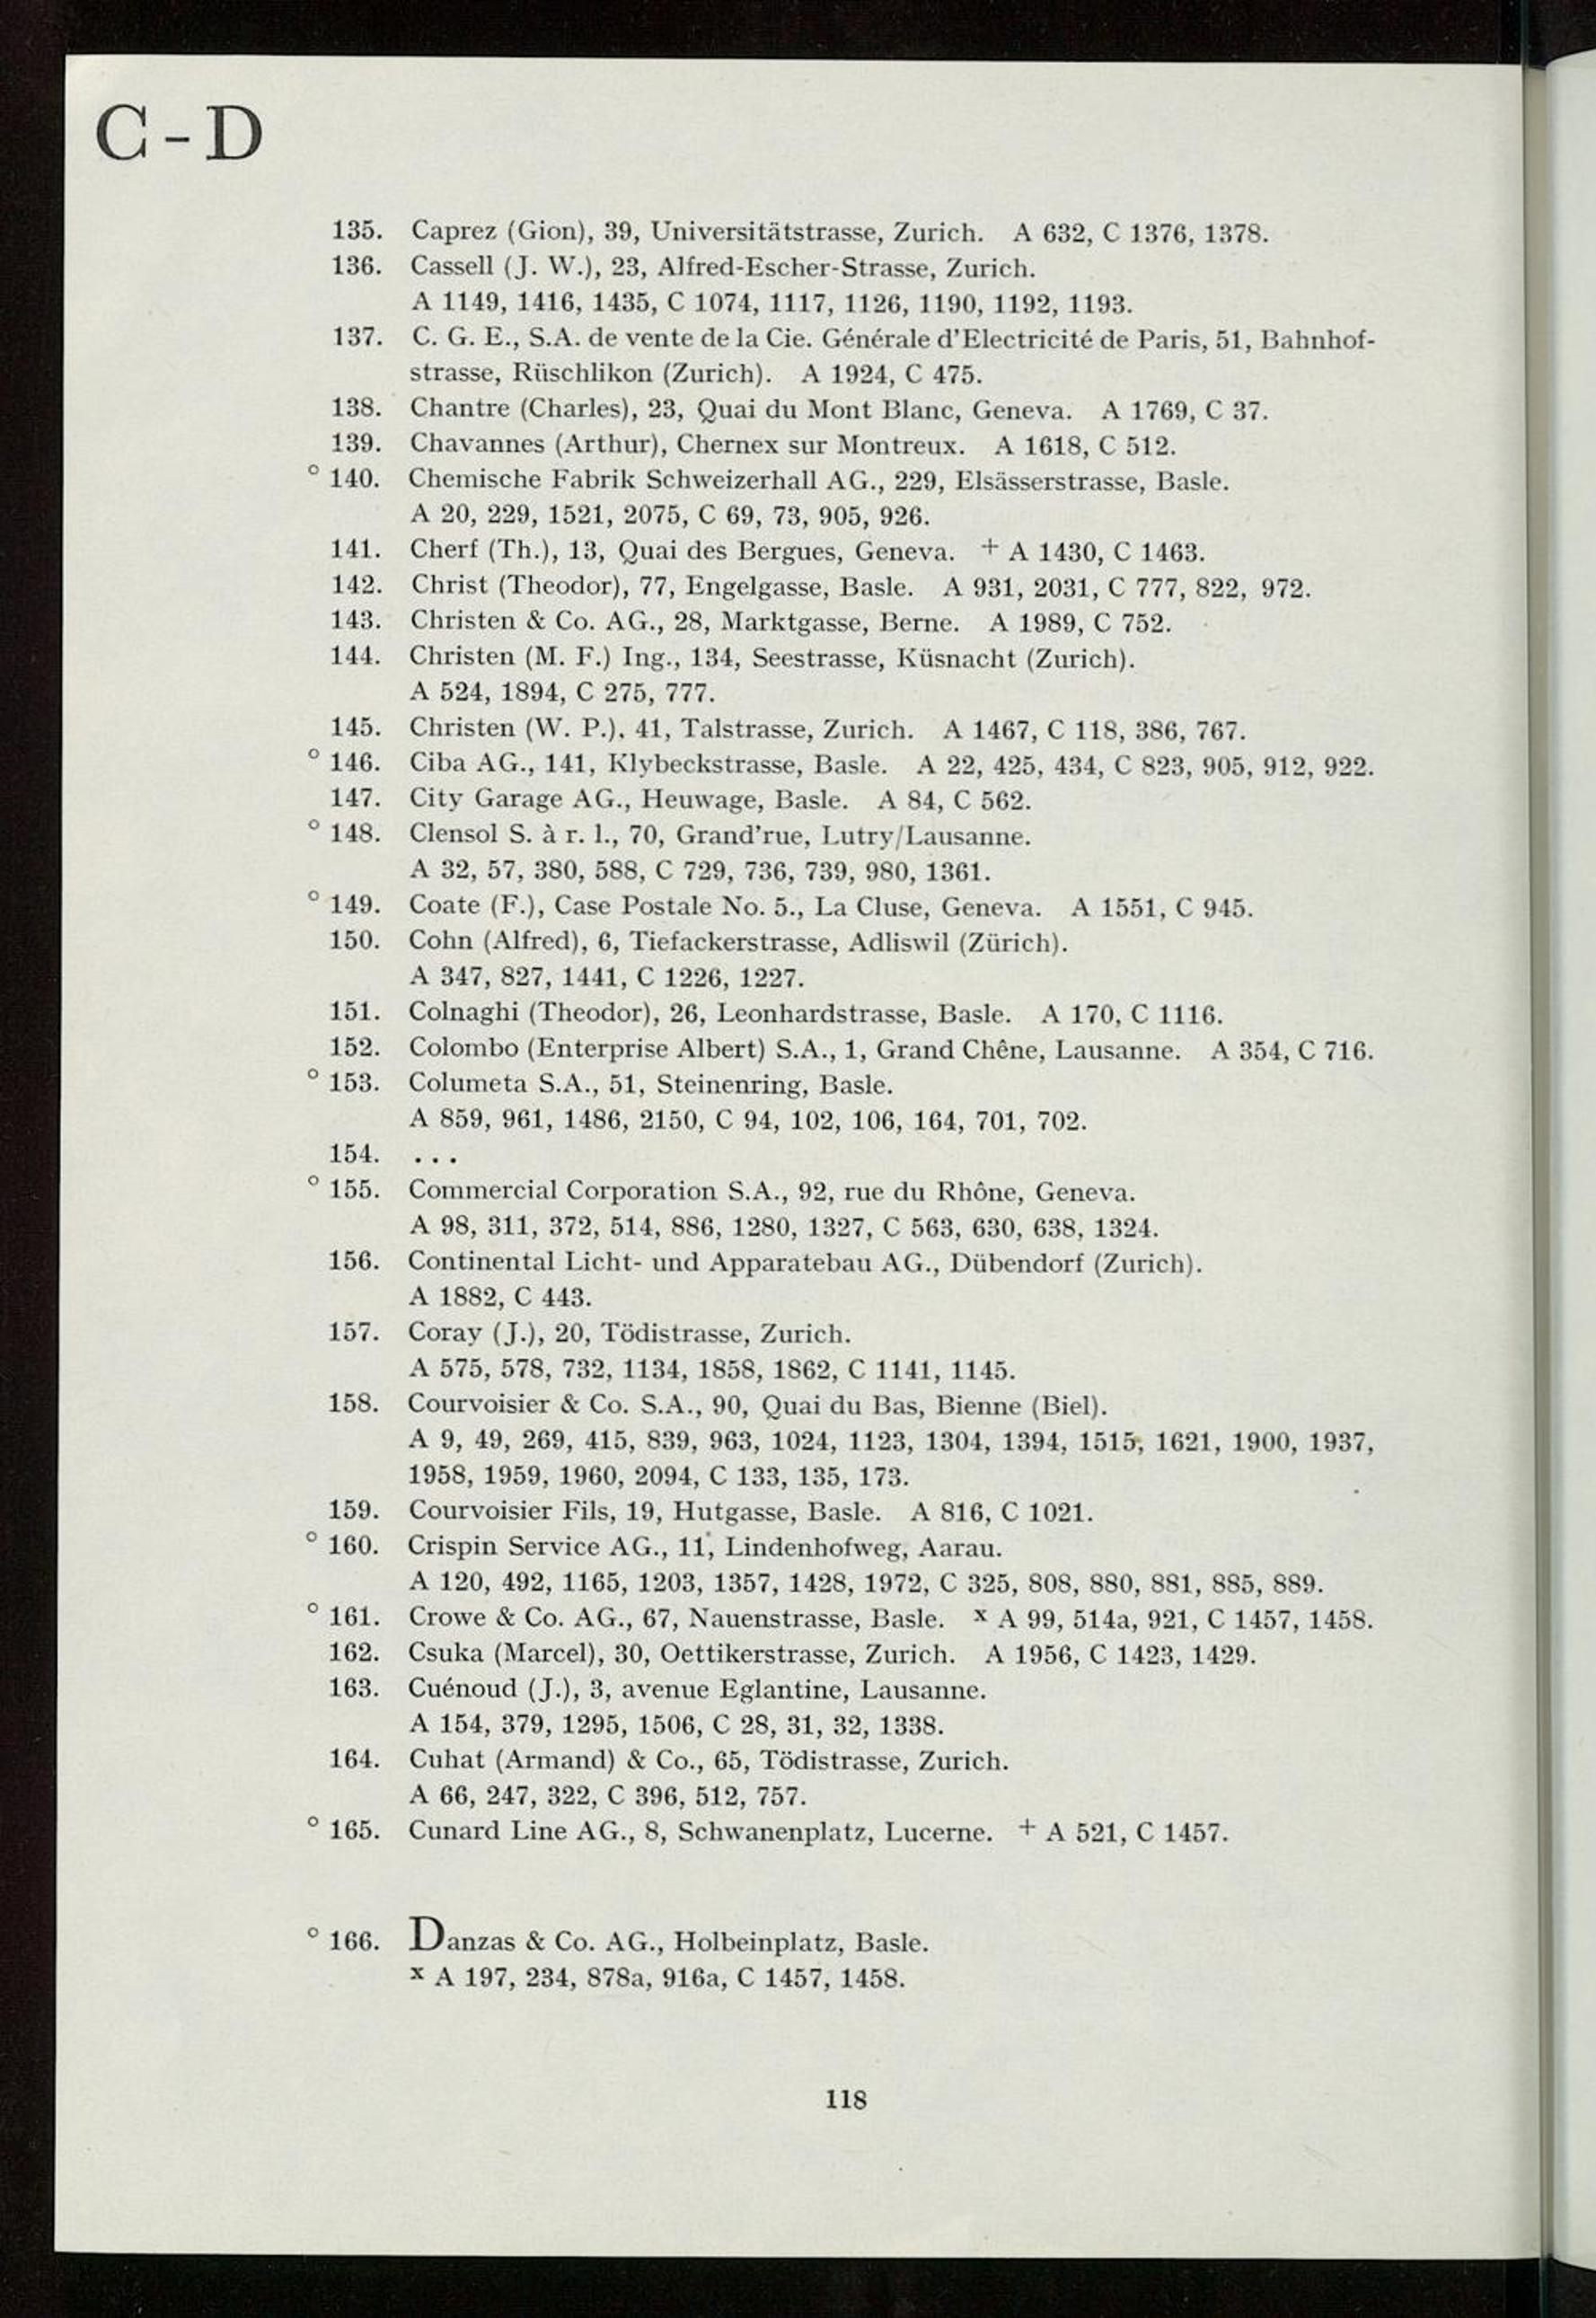 C - D
135. Caprez (Gion), 39, Universitätstrasse, Zurich. A 632, C 1376, 1378.
136. Cassell (J. W.), 23, Alfred-Escher-Strasse, Zurich.
A 1149, 1416, 1435, C 1074, 1117, 1126, 1190, 1192, 1193.
137. C. G. E., S.A. de vente de la Cie. Générale d'Electricité de Paris, 51, Bahnhof-
strasse, Rüschlikon (Zurich). A 1924, C 475.
138. Chantre (Charles), 23, Quai du Mont Blanc, Geneva. A 1769, C 37.
139. Chavannes (Arthur), Chernex sur Montreux. A 1618, C 512.
° 140. Chemische Fabrik Schweizerhall AG., 229, Elsässerstrasse, Basle.
A 20, 229, 1521, 2075, C 69, 73, 905, 926.
141. Cherf (Th.), 13, Quai des Bergues, Geneva. + A 1430, C 1463.
142. Christ (Theodor), 77, Engelgasse, Basle. A 931, 2031, C 777, 822, 972.
143. Christen & Co. AG., 28, Marktgasse, Berne. A 1989, C 752.
144. Christen (M. F.) Ing., 134, Seestrasse, Küsnacht (Zurich).
A 524, 1894, C 275, 777.
145. Christen (W. P.), 41, Talstrasse, Zurich. A 1467, C 118, 386, 767.
° 146. Ciba AG., 141, Klybeckstrasse, Basle. A 22, 425, 434, C 823, 905, 912, 922.
147. City Garage AG., Heuwage, Basle. A 84, C 562.
° 148. Clensol S. à r. l., 70, Grand'rue, Lutry/Lausanne.
A 32, 57, 380, 588, C 729, 736, 739, 980, 1361.
° 149. Coate (F.), Case Postale No. 5., La Cluse, Geneva. A 1551, C 945.
150. Cohn (Alfred), 6, Tiefackerstrasse, Adliswil (Zürich).
A 347, 827, 1441, C 1226, 1227.
151. Colnaghi (Theodor), 26, Leonhardstrasse, Basle. A 170, C 1116.
152. Colombo (Enterprise Albert) S.A., 1, Grand Chêne, Lausanne. A 354, C 716.
° 153. Columeta S.A., 51, Steinenring, Basle.
A 859, 961, 1486, 2150, C 94, 102, 106, 164, 701, 702.
154. . . .
° 155. Commercial Corporation S.A., 92, rue du Rhône, Geneva.
A 98, 311, 372, 514, 886, 1280, 1327, C 563, 630, 638, 1324.
156. Continental Licht- und Apparatebau AG., Dübendorf (Zurich).
A 1882, C 443.
157. Coray (J.), 20, Tödistrasse, Zurich.
A 575, 578, 732, 1134, 1858, 1862, C 1141, 1145.
158. Courvoisier & Co. S.A., 90, Quai du Bas, Bienne (Biel).
A 9, 49, 269, 415, 839, 963, 1024, 1123, 1304, 1394, 1515, 1621, 1900, 1937,
1958, 1959, 1960, 2094, C 133, 135, 173.
159. Courvoisier Fils, 19, Hutgasse, Basle. A 816, C 1021.
° 160. Crispin Service AG., 11, Lindenhofweg, Aarau.
A 120, 492, 1165, 1203, 1357, 1428, 1972, C 325, 808, 880, 881, 885, 889.
° 161. Crowe & Co. AG., 67, Nauenstrasse, Basle. x A 99, 514a, 921, C 1457, 1458.
162. Csuka (Marcel), 30, Oettikerstrasse, Zurich. A 1956, C 1423, 1429.
163. Cuénoud (J.), 3, avenue Eglantine, Lausanne.
A 154, 379, 1295, 1506, C 28, 31, 32, 1338.
164. Cuhat (Armand) & Co., 65, Tödistrasse, Zurich.
A 66, 247, 322, C 396, 512, 757.
° 165. Cunard Line AG., 8, Schwanenplatz, Lucerne. + A 521, C 1457.
° 166. Danzas & Co. AG., Holbeinplatz, Basle.
x A 197, 234, 878a, 916a, C 1457, 1458.
118